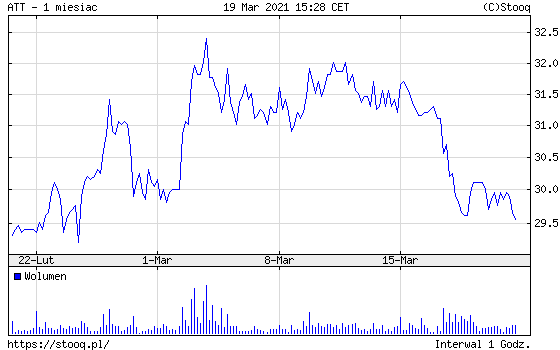 ATT - 1 miesiac 19 Mar 2021 15:28 CET (C)Stooq
32.5
32.0
31.5
31.0
30.5
30.0
29.5
22-Lut 1-Mar 8-Mar 15-Mar
Wolumen
https://stooq.pl/ Interwal 1 Godz.